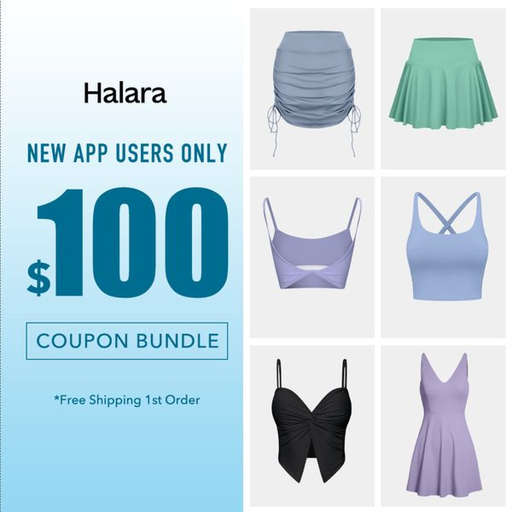 Halara
NEW APP USERS ONLY
$100
COUPON BUNDLE
*Free Shipping 1st Order